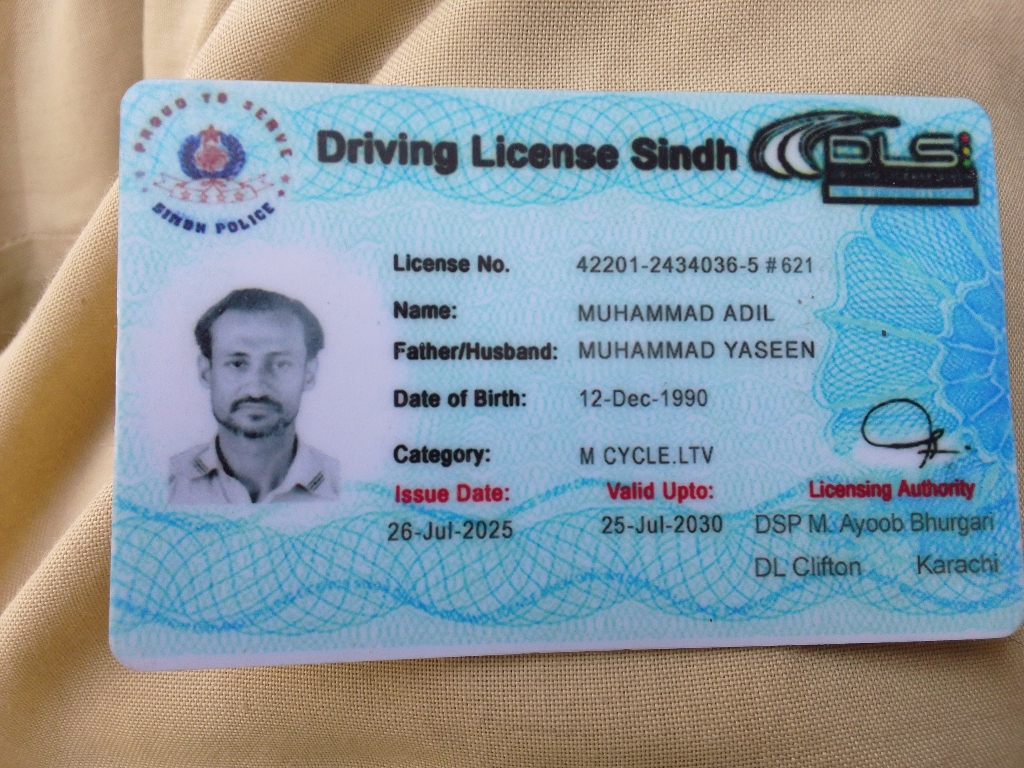 PROUD TO SERVE
SINDH POLICE
Driving License Sindh
DLS
License No. 42201-2434036-5 #621
Name: MUHAMMAD ADIL
Father/Husband: MUHAMMAD YASEEN
Date of Birth: 12-Dec-1990
Category: M CYCLE.LTV
Issue Date: Valid Upto: Licensing Authority
26-Jul-2025 25-Jul-2030 DSP M. Ayoob Bhurgari
DL Clifton Karachi